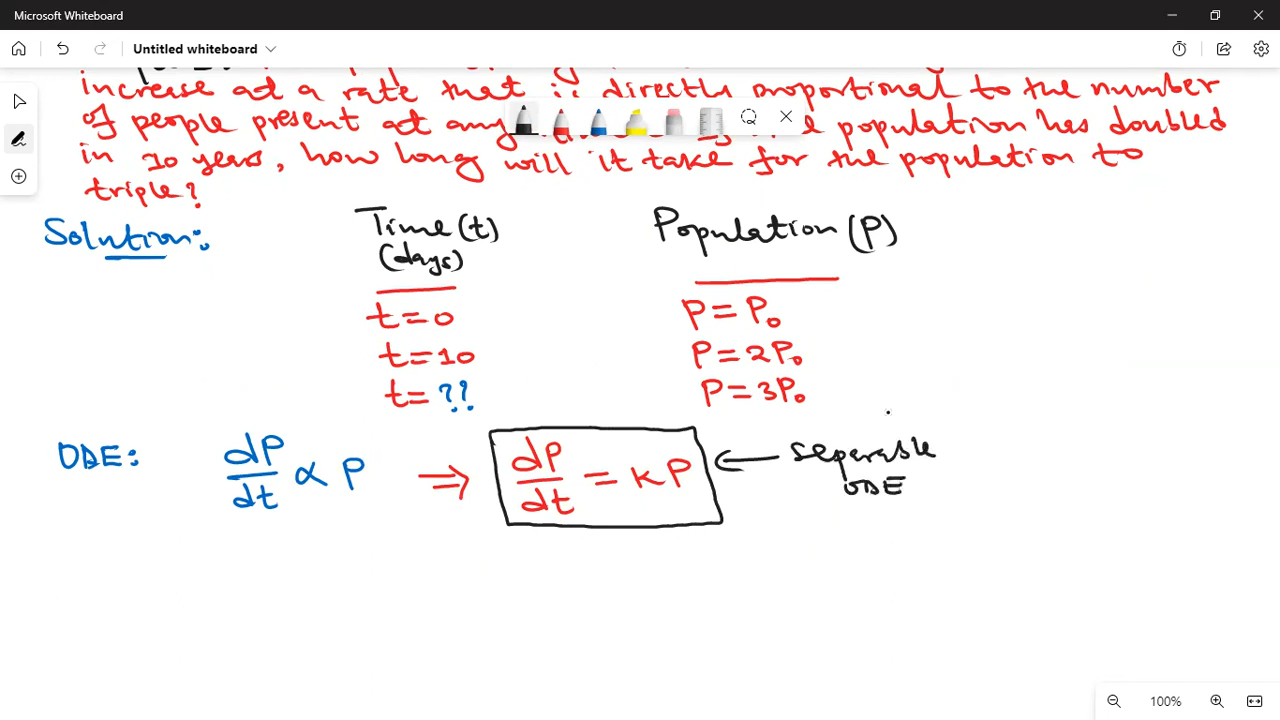 Microsoft Whiteboard
Untitled whiteboard
increase at a rate that is directly proportional to the number
of people present at any population has doubled
in 10 years, how long will it take for the population to
triple?
Solution:
Time (t)
(days)
Population (P)
t = 0
P = P₀
t = 10
P = 2P₀
t = ??
P = 3P₀
ODE: dP/dt ∝ P ⇒ dP/dt = kP ← separable
ODE
100%